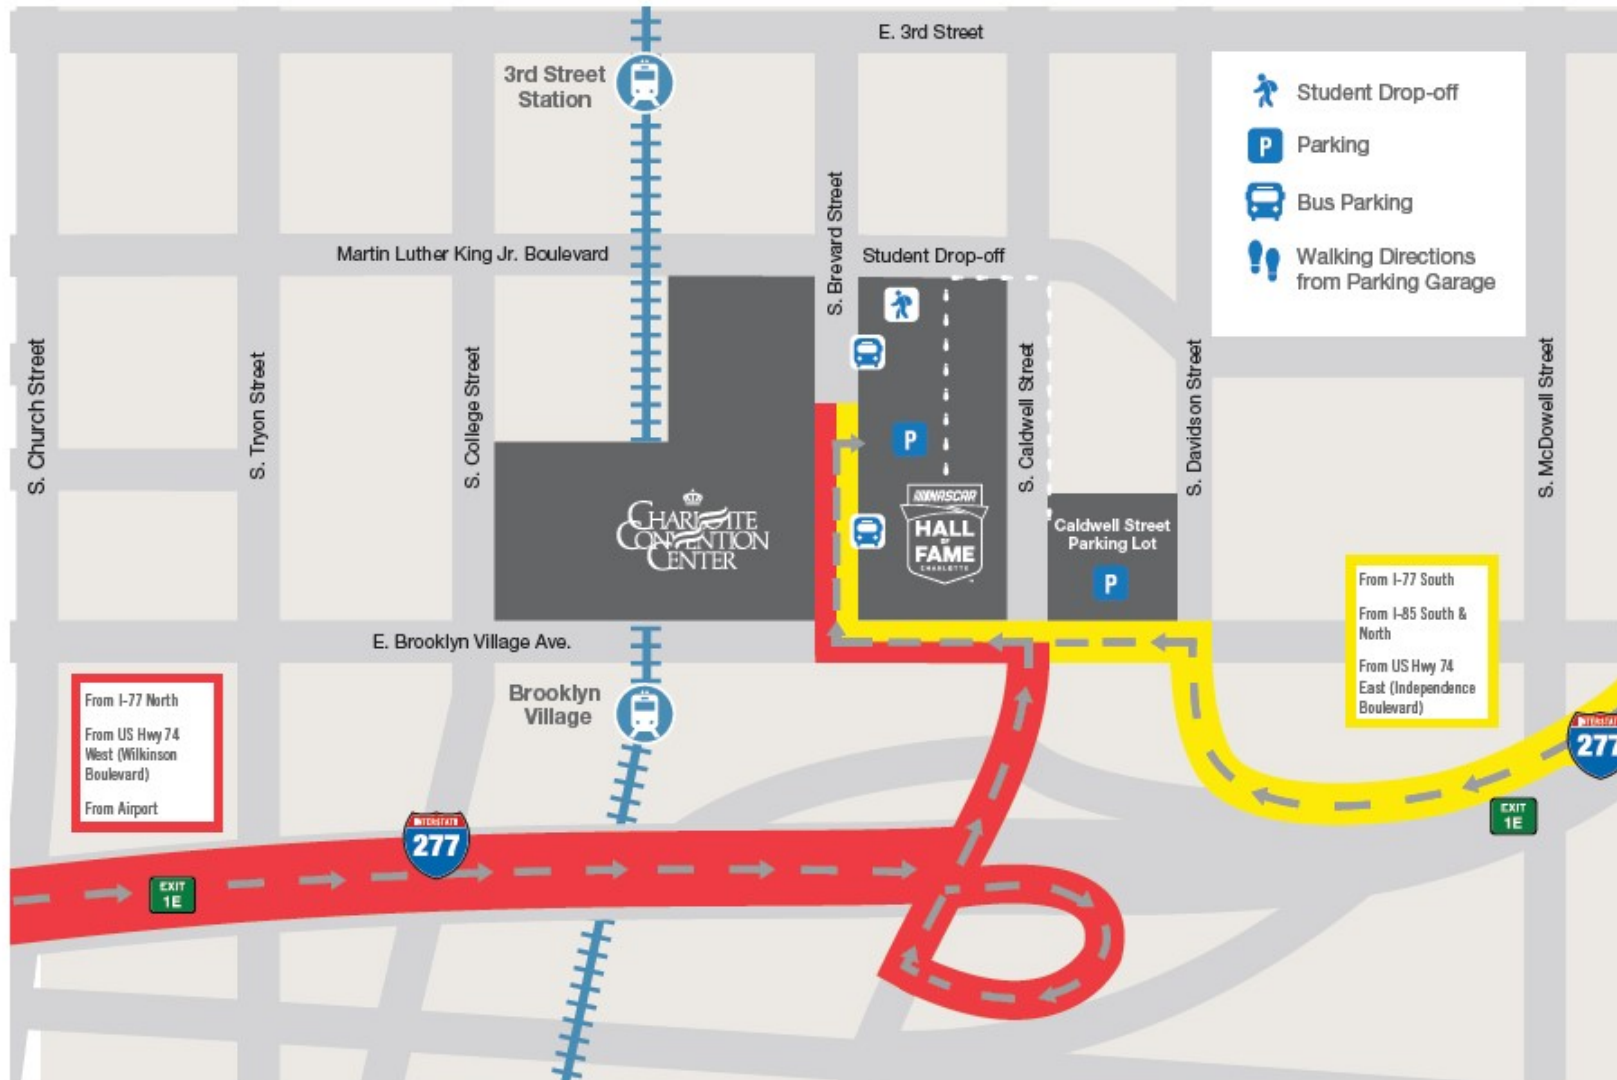 E. 3rd Street
3rd Street
Station
Student Drop-off
P
Parking
Bus Parking
Walking Directions
from Parking Garage
Martin Luther King Jr. Boulevard
S. Brevard Street
Student Drop-off
S. Church Street
S. Tryon Street
S. College Street
S. Caldwell Street
S. Davidson Street
S. McDowell Street
P
CHARLOTTE
CONVENTION
CENTER
NASCAR
HALL
OF
FAME
CHARLOTTE
Caldwell Street
Parking Lot
P
E. Brooklyn Village Ave.
Brooklyn
Village
From I-77 South
From I-85 South &
North
From US Hwy 74
East (Independence
Boulevard)
From I-77 North
From US Hwy 74
West (Wilkinson
Boulevard)
From Airport
INTERSTATE
277
INTERSTATE
277
EXIT
1E
EXIT
1E